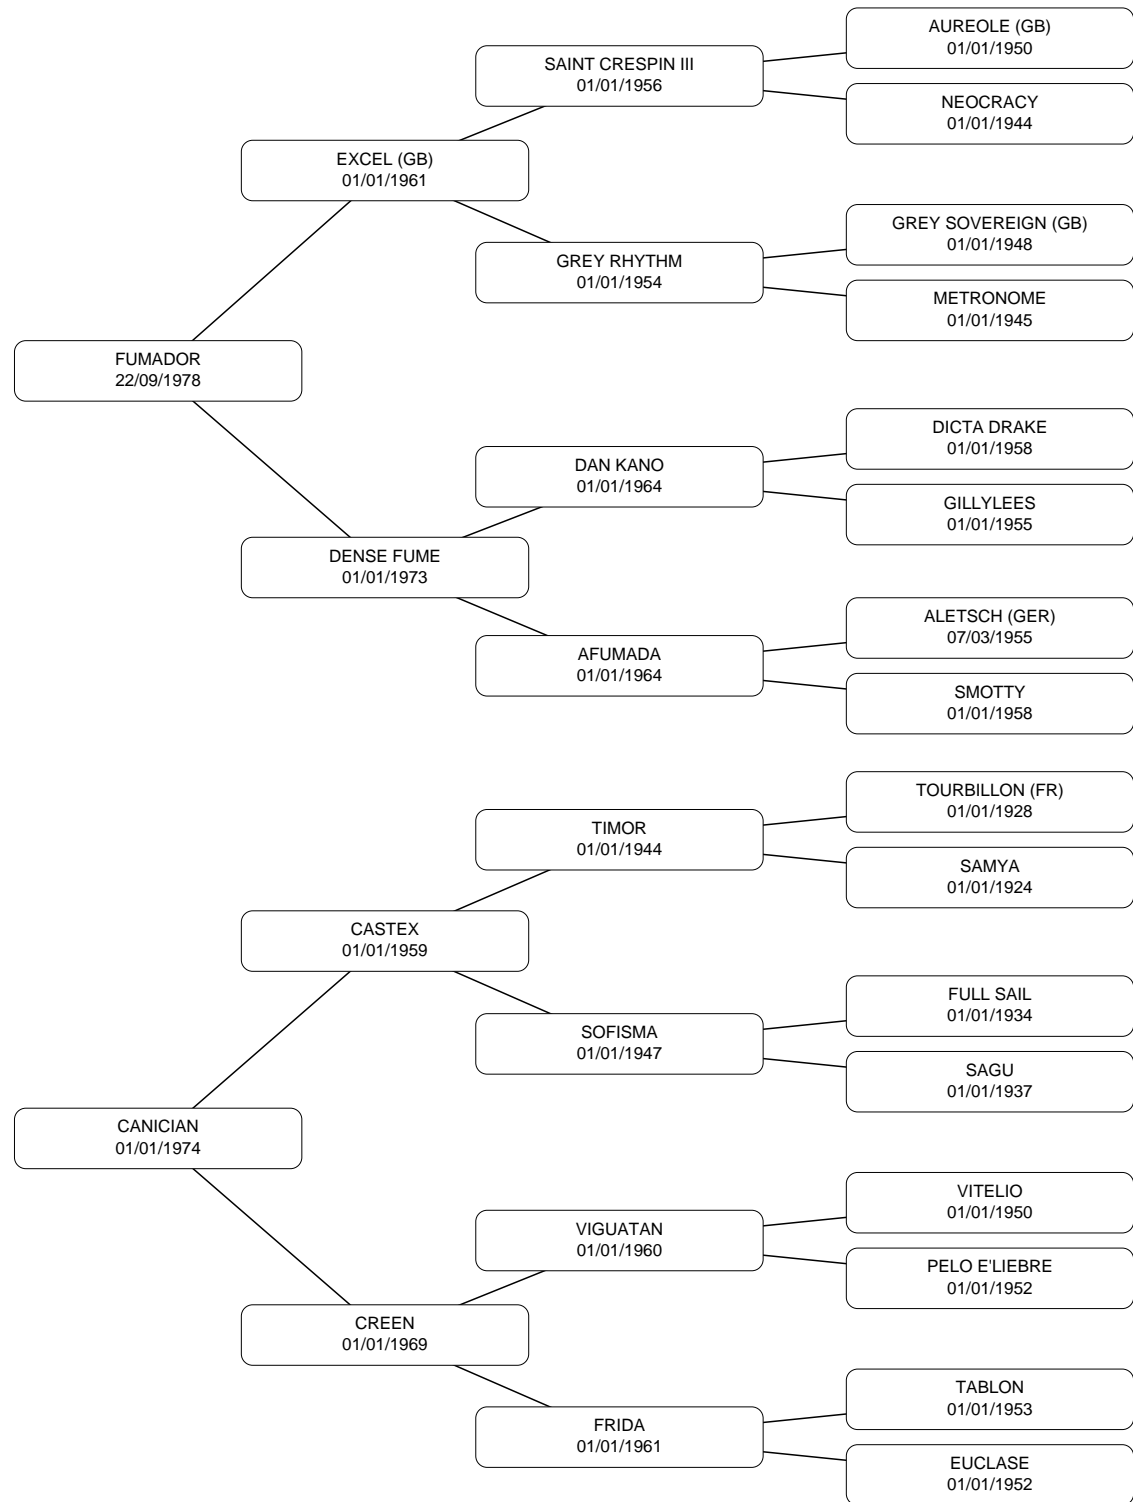 AUREOLE (GB)
01/01/1950
SAINT CRESPIN III
01/01/1956
NEOCRACY
01/01/1944
EXCEL (GB)
01/01/1961
GREY SOVEREIGN (GB)
01/01/1948
GREY RHYTHM
01/01/1954
METRONOME
01/01/1945
FUMADOR
22/09/1978
DICTA DRAKE
01/01/1958
DAN KANO
01/01/1964
GILLYLEES
01/01/1955
DENSE FUME
01/01/1973
ALETSCH (GER)
07/03/1955
AFUMADA
01/01/1964
SMOTTY
01/01/1958
TOURBILLON (FR)
01/01/1928
TIMOR
01/01/1944
SAMYA
01/01/1924
CASTEX
01/01/1959
FULL SAIL
01/01/1934
SOFISMA
01/01/1947
SAGU
01/01/1937
CANICIAN
01/01/1974
VITELIO
01/01/1950
VIGUATAN
01/01/1960
PELO E'LIEBRE
01/01/1952
CREEN
01/01/1969
TABLON
01/01/1953
FRIDA
01/01/1961
EUCLASE
01/01/1952